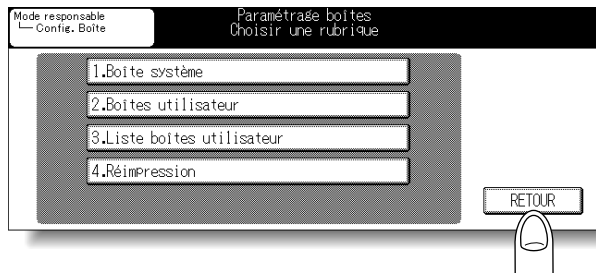 Mode responsable
Config. Boîte
Paramétrage boîtes
Choisir une rubrique
1.Boîte système
2.Boîtes utilisateur
3.Liste boîtes utilisateur
4.Réimpression
RETOUR